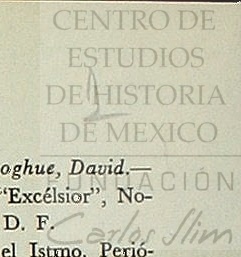 CENTRO DE
ESTUDIOS
DE HISTORIA
DE MEXICO
oghue, David.—
"Excélsior", No-
FUNDACIÓN
D. F.
Carlos Slim
el Istmo. Perió-